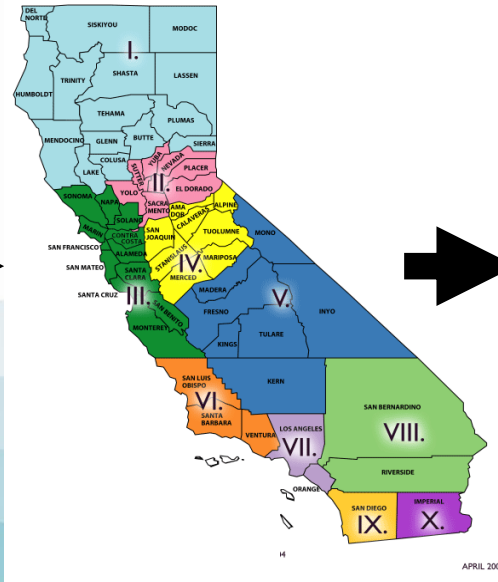 DEL
NORTE
SISKIYOU
MODOC
I.
TRINITY
SHASTA
LASSEN
HUMBOLDT
TEHAMA
PLUMAS
MENDOCINO
GLENN
BUTTE
SIERRA
COLUSA
YUBA
NEVADA
LAKE
SUTTER
PLACER
II.
YOLO
EL DORADO
SONOMA
NAPA
SACRA
MENTO
AMA
DOR
ALPINE
SOLANO
CALAVERAS
MARIN
CONTRA
COSTA
SAN
JOAQUIN
TUOLUMNE
MONO
SAN FRANCISCO
ALAMEDA
STANISLAUS
IV.
MARIPOSA
SAN MATEO
SANTA
CLARA
MERCED
SANTA CRUZ
III.
SAN BENITO
MADERA
V.
FRESNO
INYO
MONTEREY
KINGS
TULARE
SAN LUIS
OBISPO
KERN
VI.
SANTA
BARBARA
SAN BERNARDINO
VENTURA
LOS ANGELES
VII.
VIII.
RIVERSIDE
ORANGE
SAN DIEGO
IMPERIAL
IX.
X.